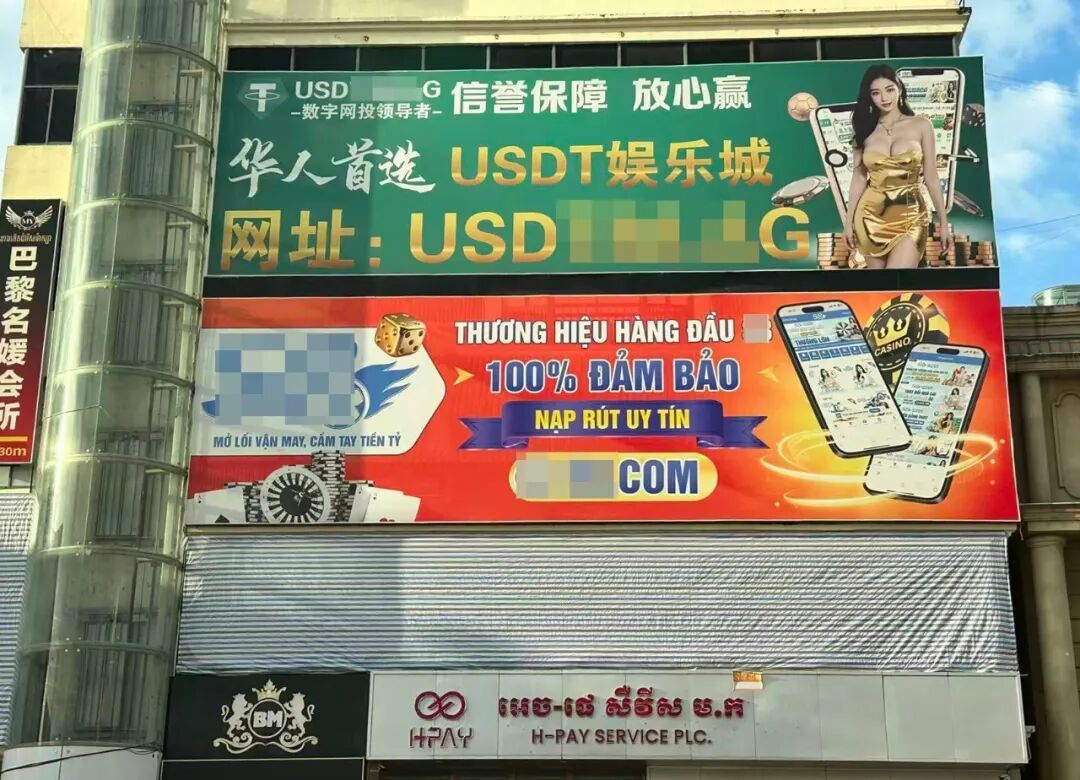 USD G
-数字网投领导者-
信誉保障 放心赢
华人首选 USDT娱乐城
网址：USD G
MY
巴黎名媛会所
30m
THƯƠNG HIỆU HÀNG ĐẦU
100% ĐẢM BẢO
NẠP RÚT UY TÍN
COM
MỞ LỐI VẬN MAY, CẦM TAY TIỀN TỶ
CASINO
BM
H-PAY
អេច-ផេ សឺវីស ម.ក
H-PAY SERVICE PLC.